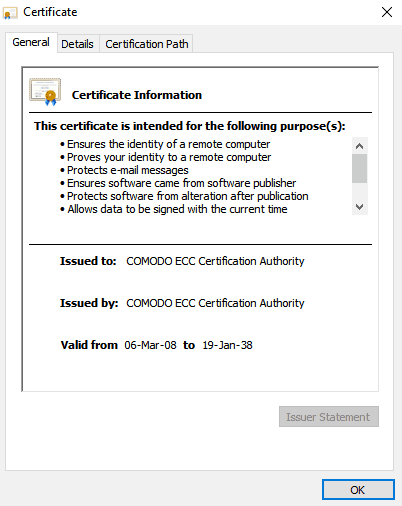 Certificate
General Details Certification Path
Certificate Information
This certificate is intended for the following purpose(s):
• Ensures the identity of a remote computer
• Proves your identity to a remote computer
• Protects e-mail messages
• Ensures software came from software publisher
• Protects software from alteration after publication
• Allows data to be signed with the current time
Issued to: COMODO ECC Certification Authority
Issued by: COMODO ECC Certification Authority
Valid from 06-Mar-08 to 19-Jan-38
Issuer Statement
OK